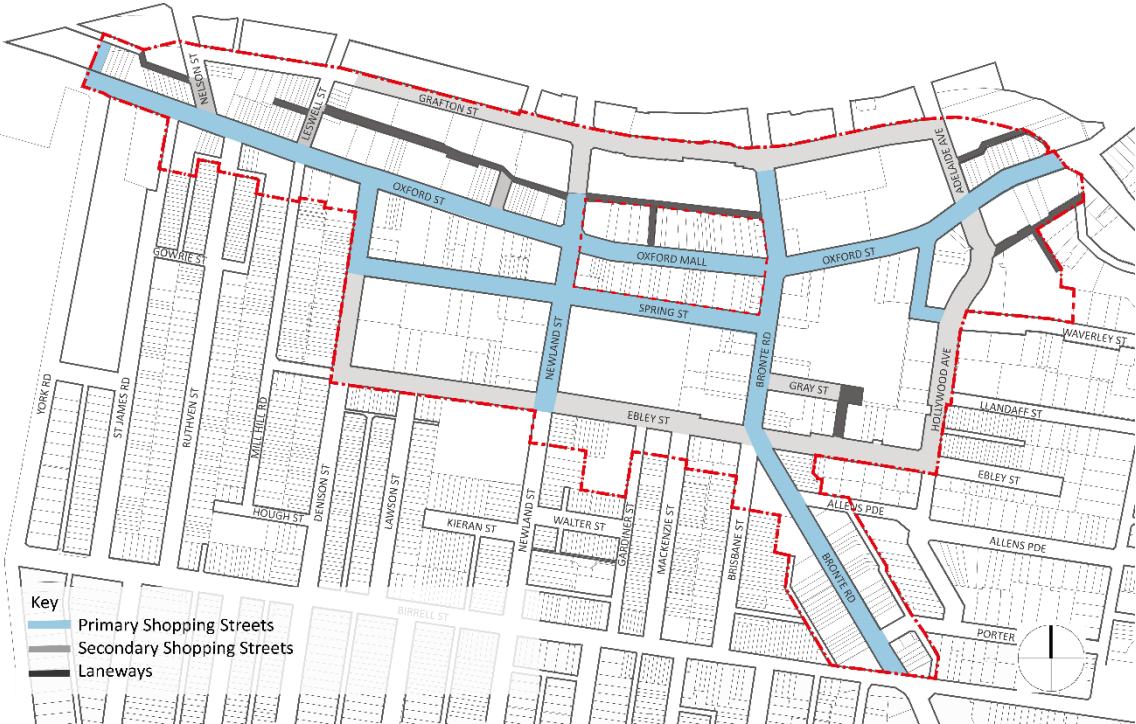 NELSON ST
LESWELL ST
GRAFTON ST
ADELAIDE AVE
OXFORD ST
OXFORD MALL
OXFORD ST
GOWRIE ST
SPRING ST
NEWLAND ST
BRONTE RD
WAVERLEY ST
HOLLYWOOD AVE
GRAY ST
YORK RD
ST JAMES RD
RUTHVEN ST
MILL HILL RD
EBLEY ST
LLANDAFF ST
DENISON ST
LAWSON ST
EBLEY ST
HOUGH ST
KIERAN ST
NEWLAND ST
WALTER ST
GARDINER ST
MACKENZIE ST
BRISBANE ST
ALLENS PDE
ALLENS PDE
BRONTE RD
BIRRELL ST
PORTER
Key
Primary Shopping Streets
Secondary Shopping Streets
Laneways